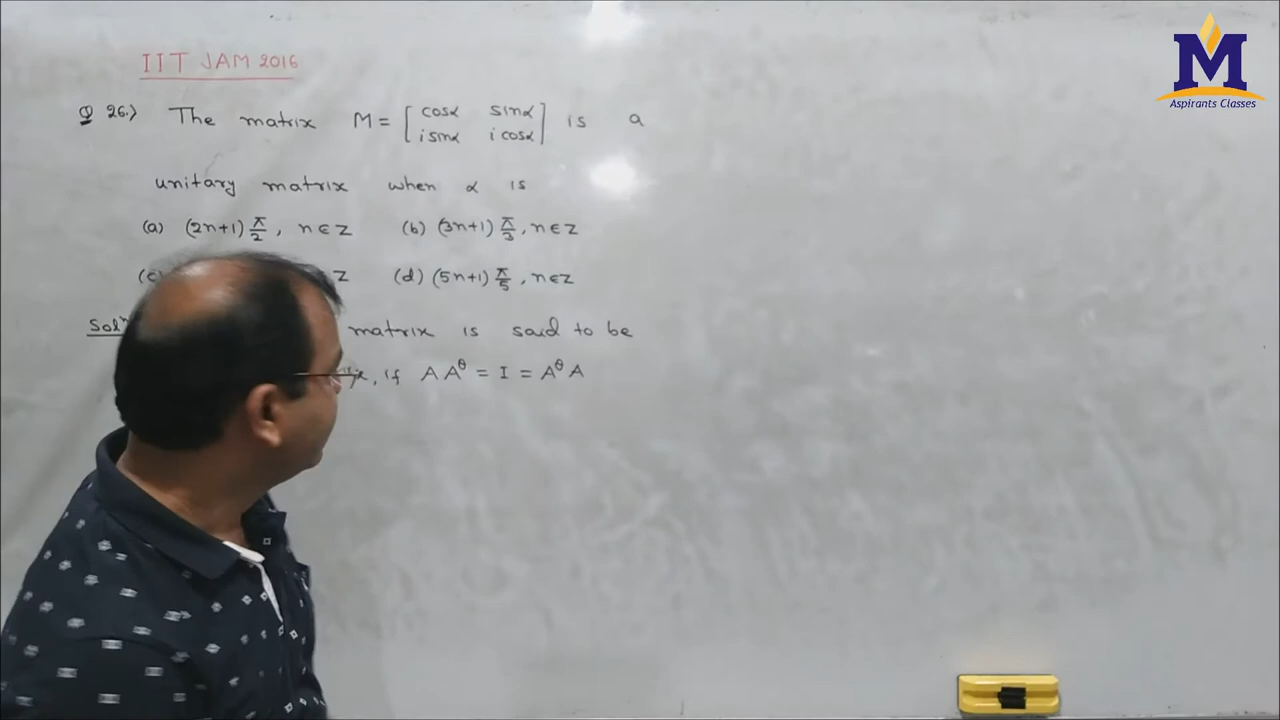 IIT JAM 2016
M
Aspirants Classes
Q 26.) The matrix M = [cosα sinα
i sinα i cosα] is a
unitary matrix when α is
(a) (2n+1) π/2, n ∈ Z (b) (3n+1) π/3, n ∈ Z
(c) Z (d) (5n+1) π/5, n ∈ Z
Solⁿ matrix is said to be
if A A^θ = I = A^θ A